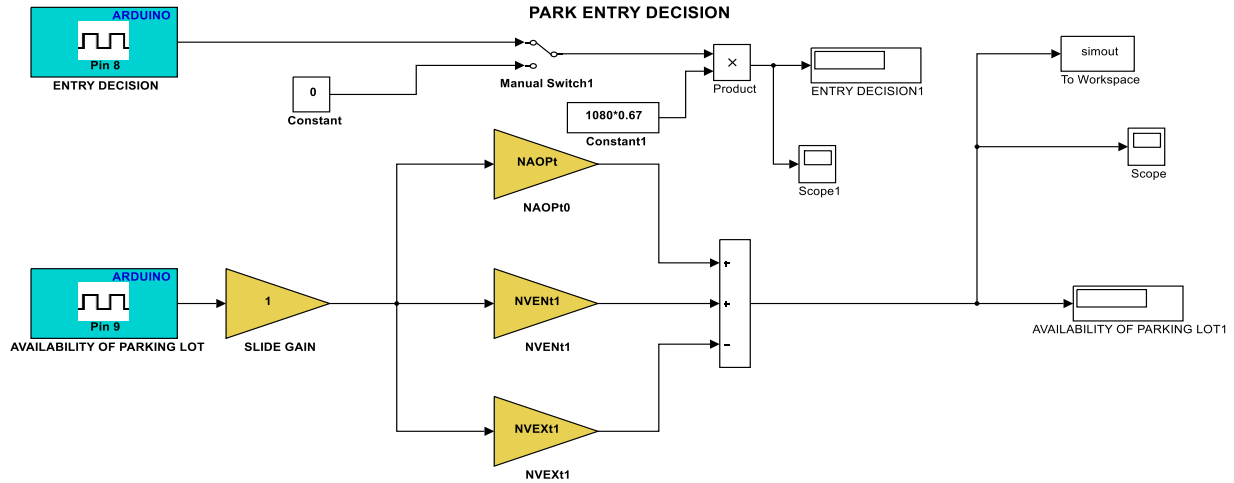 PARK ENTRY DECISION
ARDUINO
Pin 8
ENTRY DECISION
0
Constant
Manual Switch1
1080*0.67
Constant1
×
Product
ENTRY DECISION1
Scope1
simout
To Workspace
Scope
NAOPt
NAOPt0
ARDUINO
Pin 9
AVAILABILITY OF PARKING LOT
1
SLIDE GAIN
NVENt1
NVENt1
NVEXt1
NVEXt1
+
+
−
AVAILABILITY OF PARKING LOT1